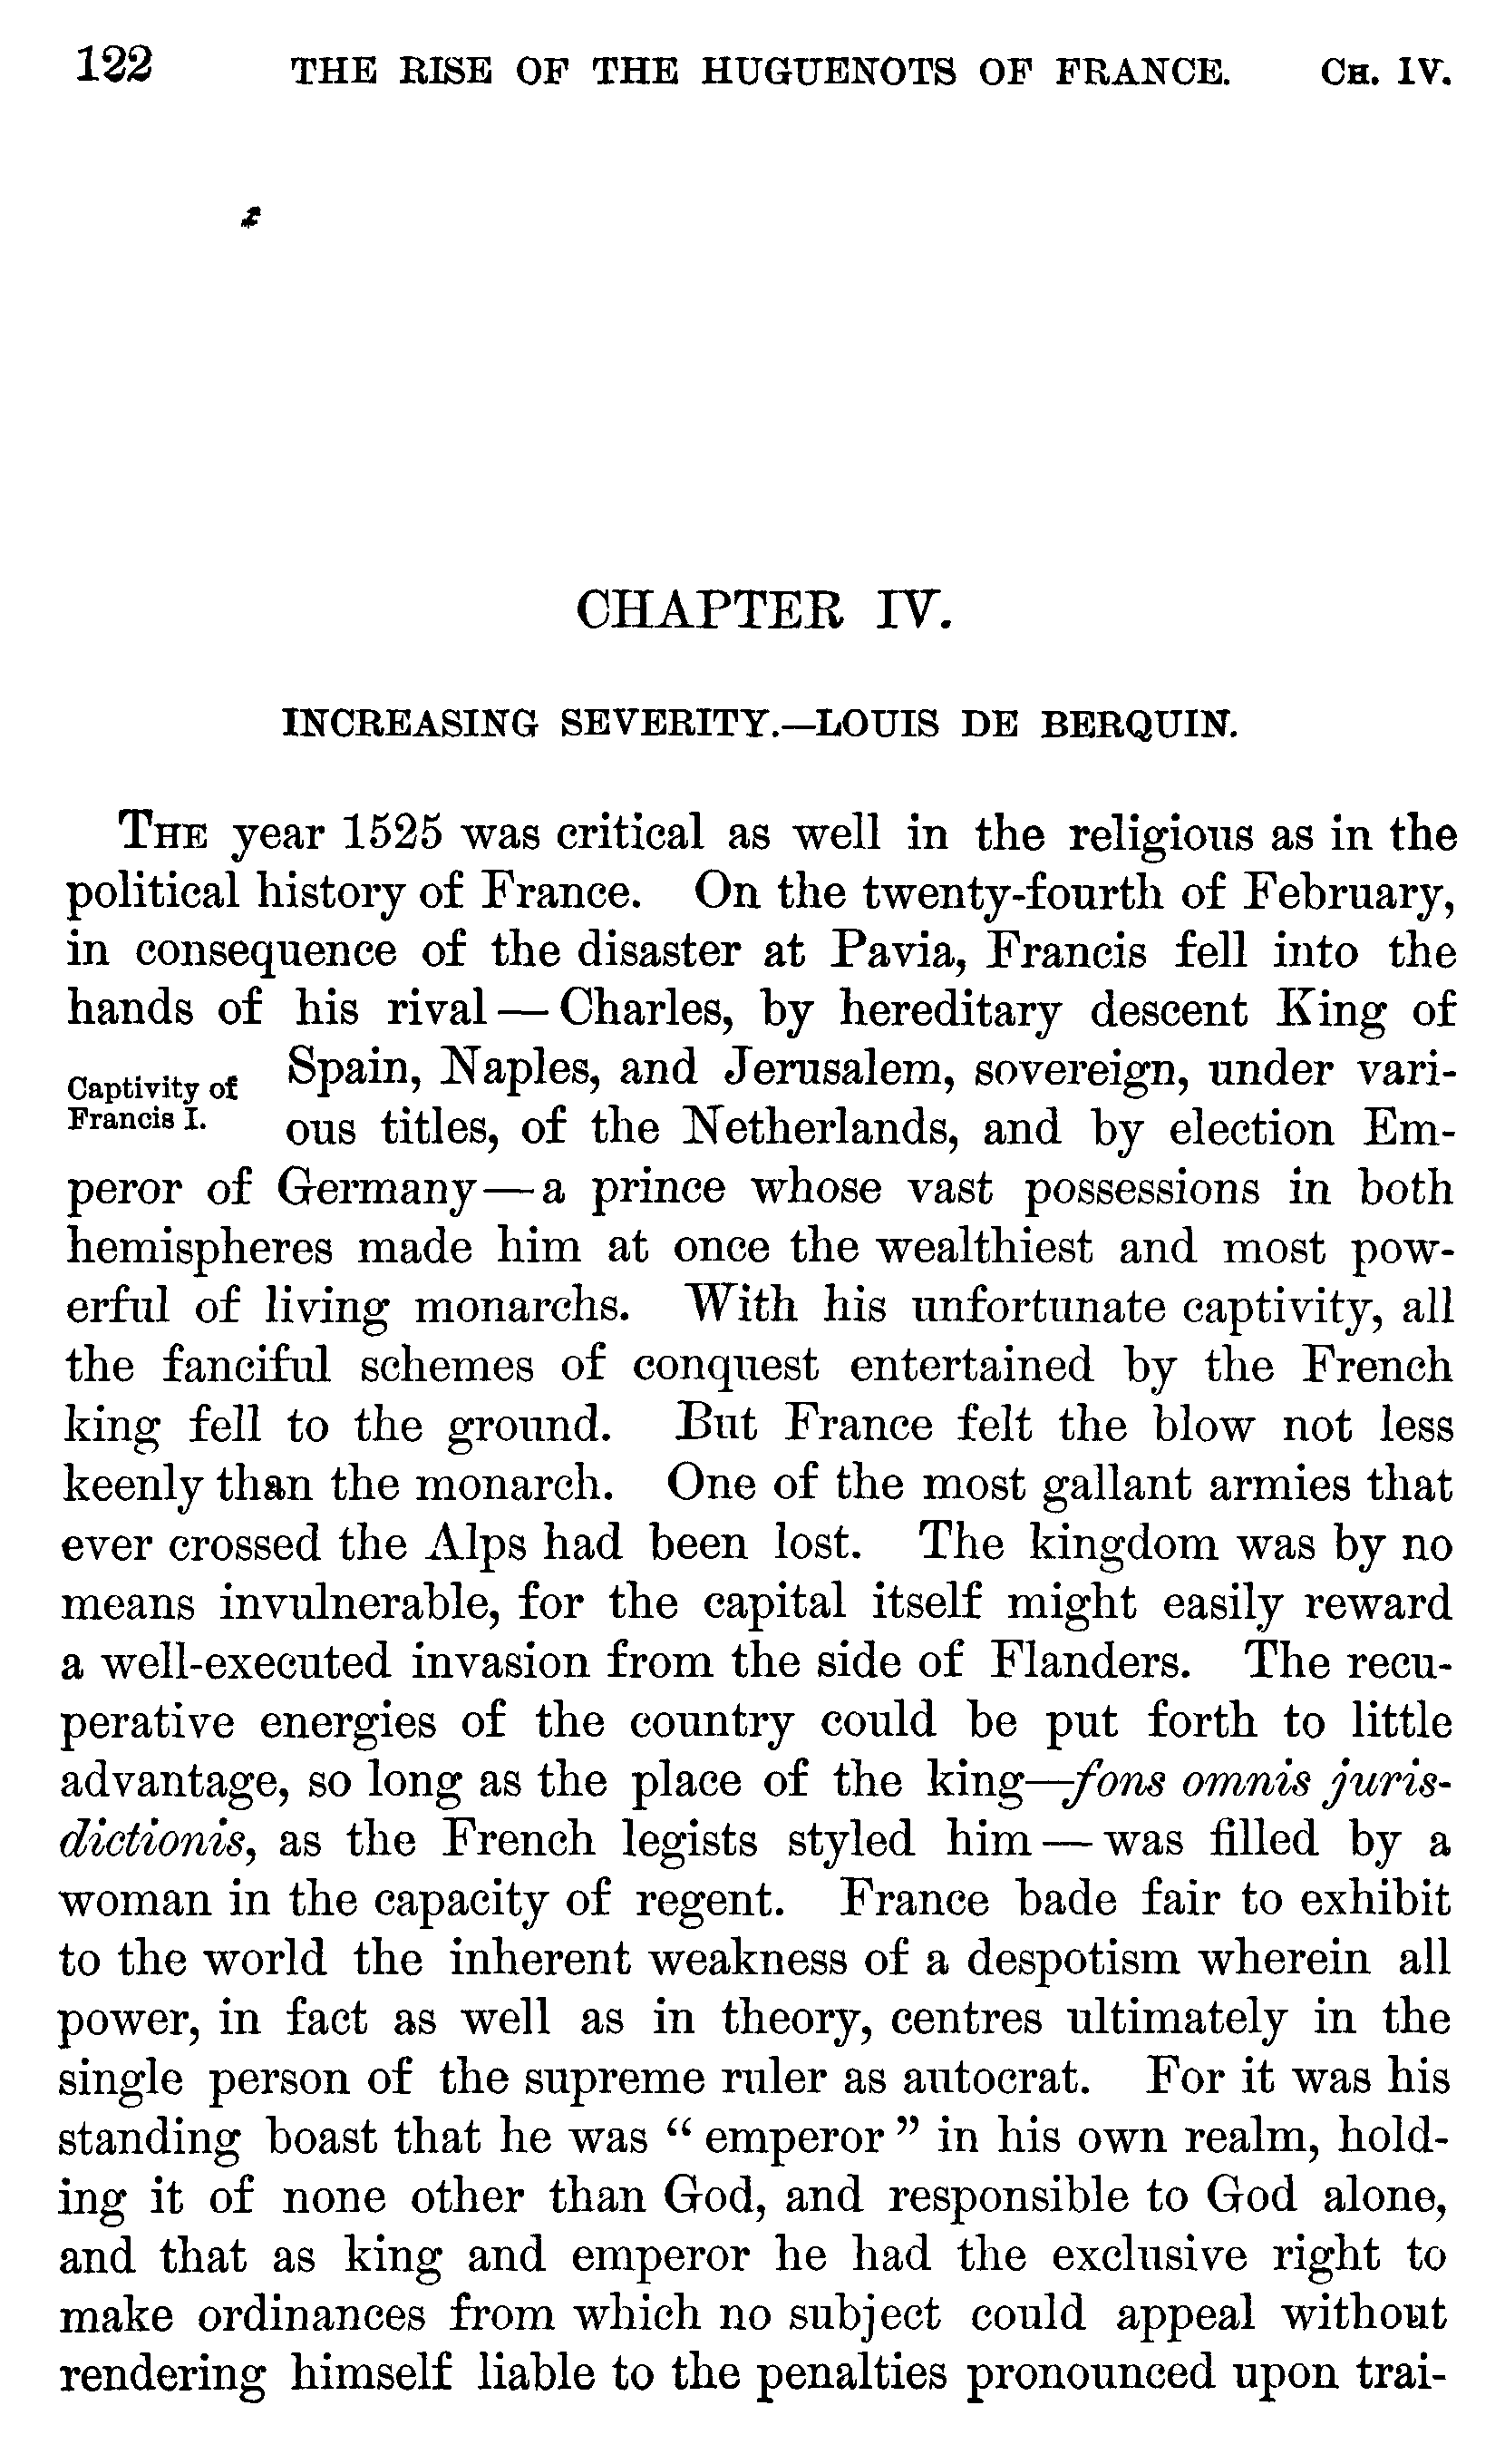 122 THE RISE OF THE HUGUENOTS OF FRANCE. CH. IV.
CHAPTER IV.
INCREASING SEVERITY.—LOUIS DE BERQUIN.
THE year 1525 was critical as well in the religious as in the
political history of France. On the twenty-fourth of February,
in consequence of the disaster at Pavia, Francis fell into the
hands of his rival — Charles, by hereditary descent King of
Captivity of
Francis I.
Spain, Naples, and Jerusalem, sovereign, under vari-
ous titles, of the Netherlands, and by election Em-
peror of Germany—a prince whose vast possessions in both
hemispheres made him at once the wealthiest and most pow-
erful of living monarchs. With his unfortunate captivity, all
the fanciful schemes of conquest entertained by the French
king fell to the ground. But France felt the blow not less
keenly than the monarch. One of the most gallant armies that
ever crossed the Alps had been lost. The kingdom was by no
means invulnerable, for the capital itself might easily reward
a well-executed invasion from the side of Flanders. The recu-
perative energies of the country could be put forth to little
advantage, so long as the place of the king—fons omnis juris-
dictionis, as the French legists styled him — was filled by a
woman in the capacity of regent. France bade fair to exhibit
to the world the inherent weakness of a despotism wherein all
power, in fact as well as in theory, centres ultimately in the
single person of the supreme ruler as autocrat. For it was his
standing boast that he was “ emperor ” in his own realm, hold-
ing it of none other than God, and responsible to God alone,
and that as king and emperor he had the exclusive right to
make ordinances from which no subject could appeal without
rendering himself liable to the penalties pronounced upon trai-